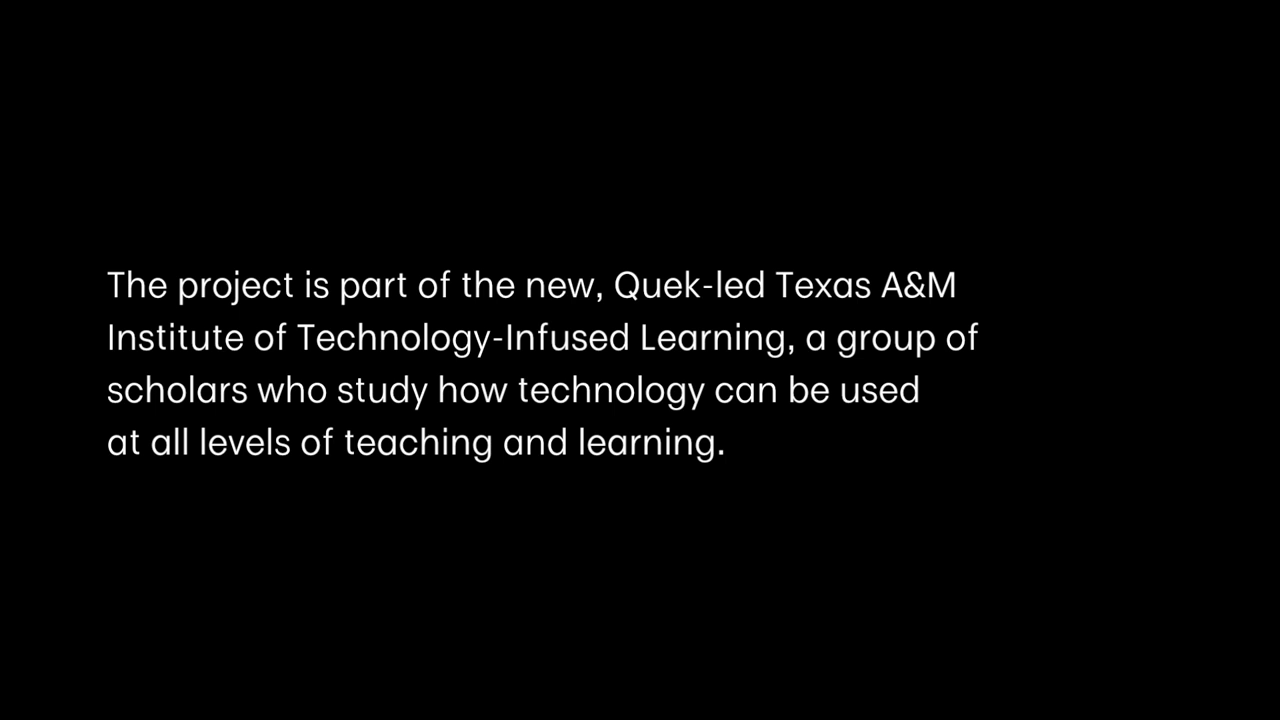 The project is part of the new, Quek-led Texas A&M
Institute of Technology-Infused Learning, a group of
scholars who study how technology can be used
at all levels of teaching and learning.